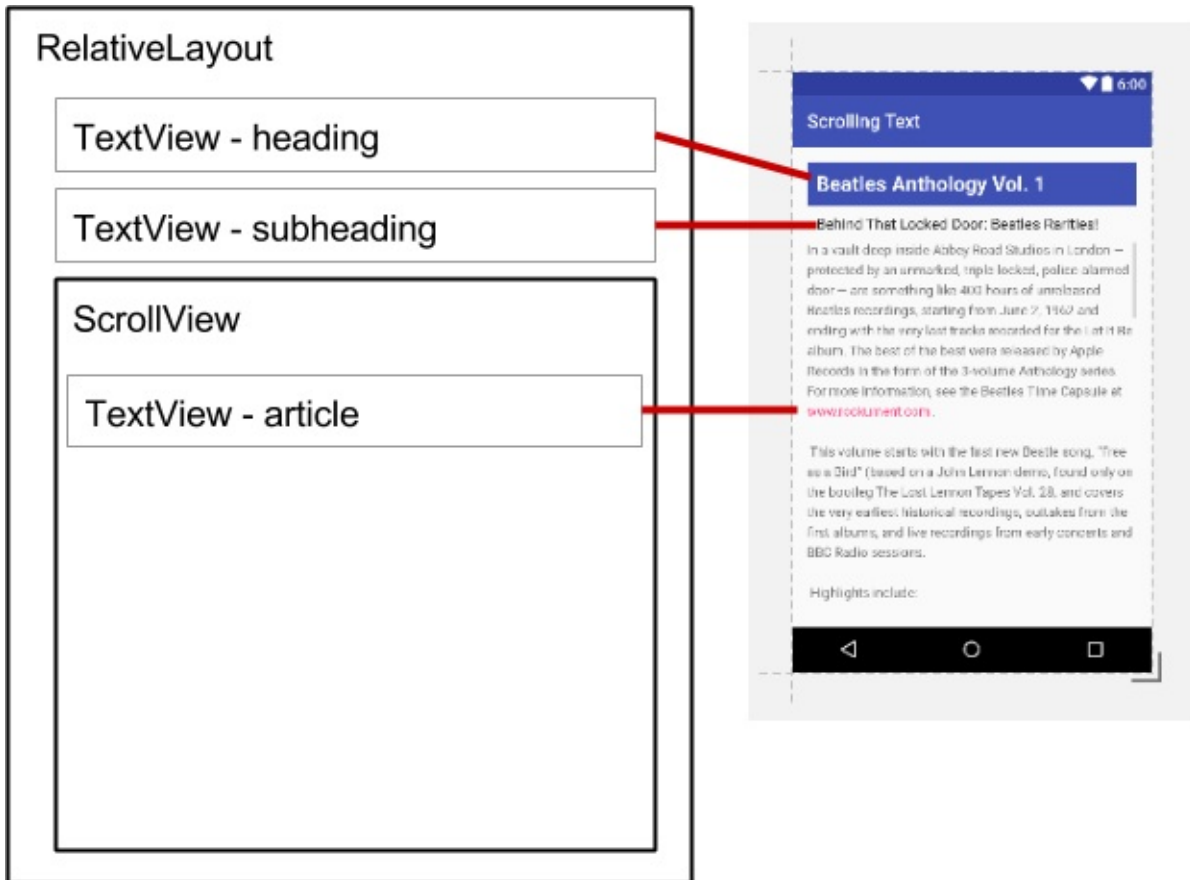 RelativeLayout
TextView - heading
TextView - subheading
ScrollView
TextView - article
6:00
Scrolling Text
Beatles Anthology Vol. 1
Behind That Locked Door: Beatles Rarities!
In a vault deep inside Abbey Road Studios in London —
protected by an unmarked, triple locked, police alarmed
door — are something like 400 hours of unreleased
Beatles recordings, starting from June 2, 1962 and
ending with the very last tracks recorded for the Let It Be
album. The best of the best were released by Apple
Records in the form of the 3-volume Anthology series.
For more information, see the Beatles Time Capsule at
www.rockument.com.
This volume starts with the first new Beatle song, "Free
as a Bird" (based on a John Lennon demo, found only on
the bootleg The Lost Lennon Tapes Vol. 28, and covers
the very earliest historical recordings, outtakes from the
first albums, and live recordings from early concerts and
BBC Radio sessions.
Highlights include: